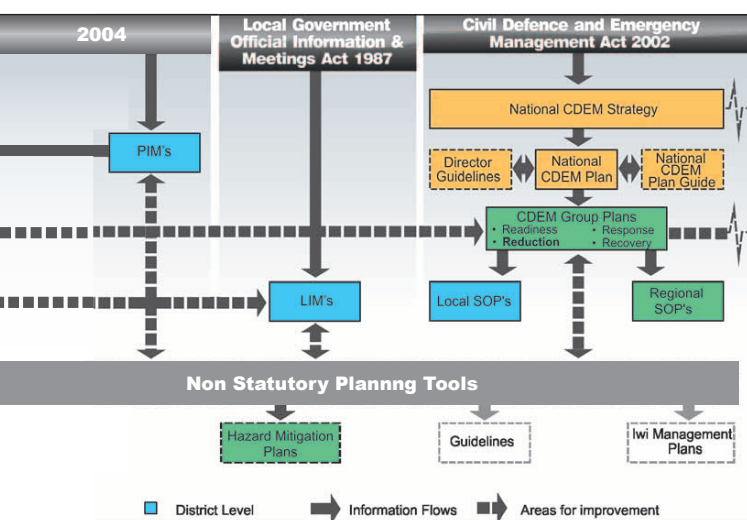 2004
Local Government
Official Information &
Meetings Act 1987
Civil Defence and Emergency
Management Act 2002
National CDEM Strategy
PIM's
Director
Guidelines
National
CDEM Plan
National
CDEM
Plan Guide
CDEM Group Plans
• Readiness
• Response
• Reduction
• Recovery
LIM's
Local SOP's
Regional
SOP's
Non Statutory Plannng Tools
Hazard Mitigation
Plans
Guidelines
Iwi Management
Plans
District Level
Information Flows
Areas for improvement